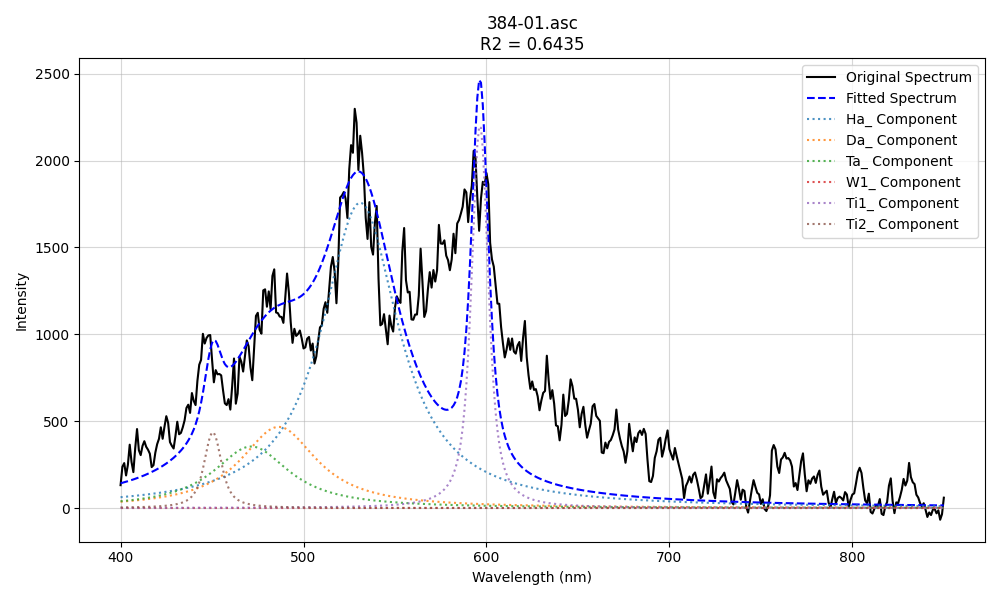 384-01.asc
R2 = 0.6435
Intensity
2500
2000
1500
1000
500
0
400
500
600
700
800
Wavelength (nm)
Original Spectrum
Fitted Spectrum
Ha_ Component
Da_ Component
Ta_ Component
W1_ Component
Ti1_ Component
Ti2_ Component